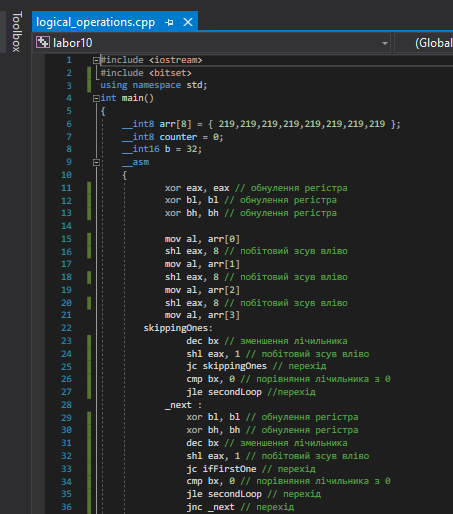 logical_operations.cpp
Toolbox
labor10
(Global
1 #include <iostream>
2 #include <bitset>
3 using namespace std;
4 int main()
5 {
6 __int8 arr[8] = { 219,219,219,219,219,219,219,219 };
7 __int8 counter = 0;
8 __int16 b = 32;
9 __asm
10 {
11 xor eax, eax // обнулення регістра
12 xor bl, bl // обнулення регістра
13 xor bh, bh // обнулення регістра
14
15 mov al, arr[0]
16 shl eax, 8 // побітовий зсув вліво
17 mov al, arr[1]
18 shl eax, 8 // побітовий зсув вліво
19 mov al, arr[2]
20 shl eax, 8 // побітовий зсув вліво
21 mov al, arr[3]
22 skippingOnes:
23 dec bx // зменшення лічильника
24 shl eax, 1 // побітовий зсув вліво
25 jc skippingOnes // перехід
26 cmp bx, 0 // порівняння лічильника з 0
27 jle secondLoop //перехід
28 _next :
29 xor bl, bl // обнулення регістра
30 xor bh, bh // обнулення регістра
31 dec bx // зменшення лічильника
32 shl eax, 1 // побітовий зсув вліво
33 jc ifFirstOne // перехід
34 cmp bx, 0 // порівняння лічильника з 0
35 jle secondLoop // перехід
36 jnc _next // перехід